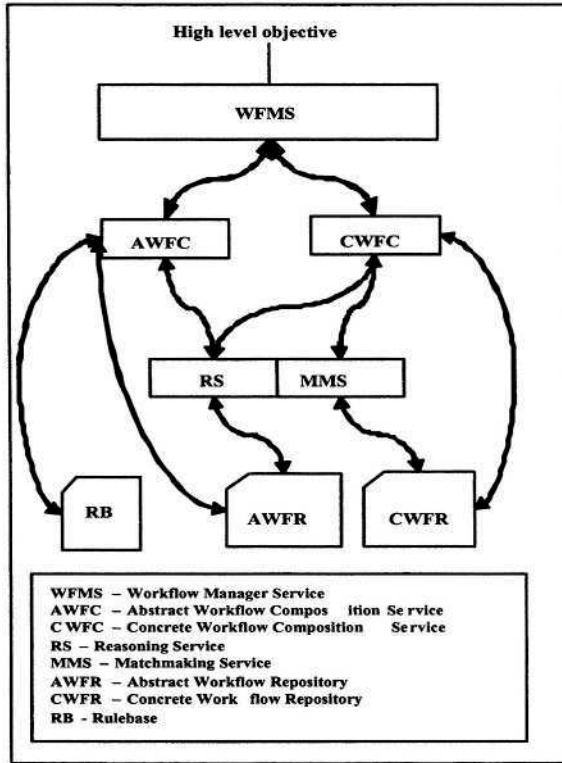 High level objective
WFMS
AWFC CWFC
RS MMS
RB AWFR CWFR
WFMS – Workflow Manager Service
AWFC – Abstract Workflow Compos ition Se rvice
C WFC – Concrete Workflow Composition Service
RS – Reasoning Service
MMS – Matchmaking Service
AWFR – Abstract Workflow Repository
CWFR – Concrete Work flow Repository
RB - Rulebase